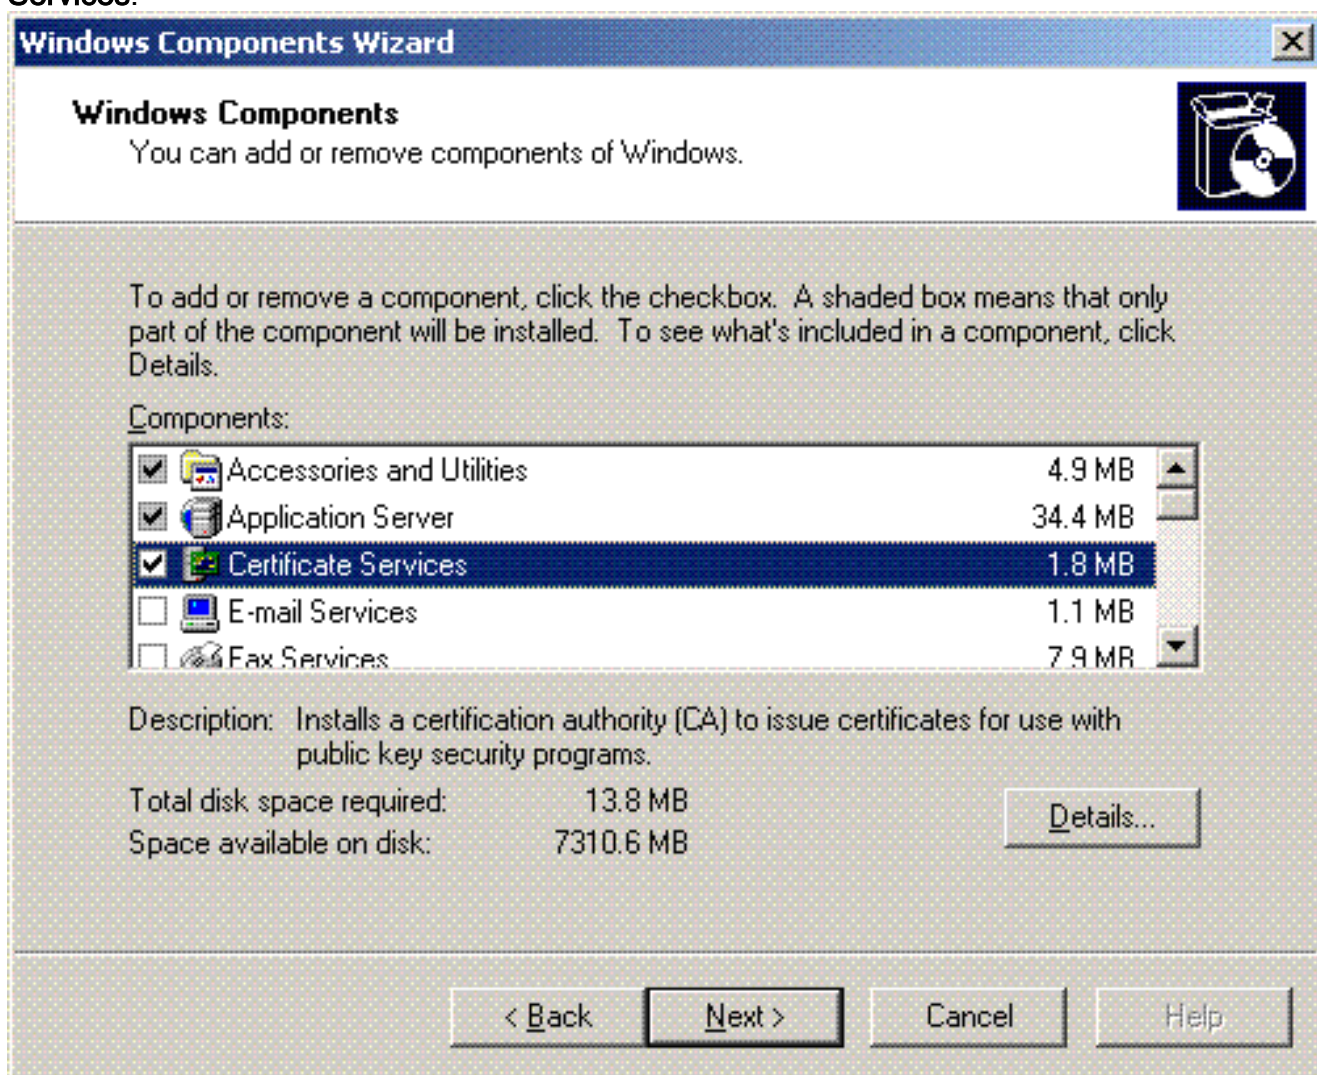 Services.
Windows Components Wizard
Windows Components
You can add or remove components of Windows.
To add or remove a component, click the checkbox. A shaded box means that only
part of the component will be installed. To see what's included in a component, click
Details.
Components:
Accessories and Utilities 4.9 MB
Application Server 34.4 MB
Certificate Services 1.8 MB
E-mail Services 1.1 MB
Fax Services 7.9 MB
Description: Installs a certification authority (CA) to issue certificates for use with
public key security programs.
Total disk space required: 13.8 MB
Space available on disk: 7310.6 MB
Details...
< Back Next > Cancel Help